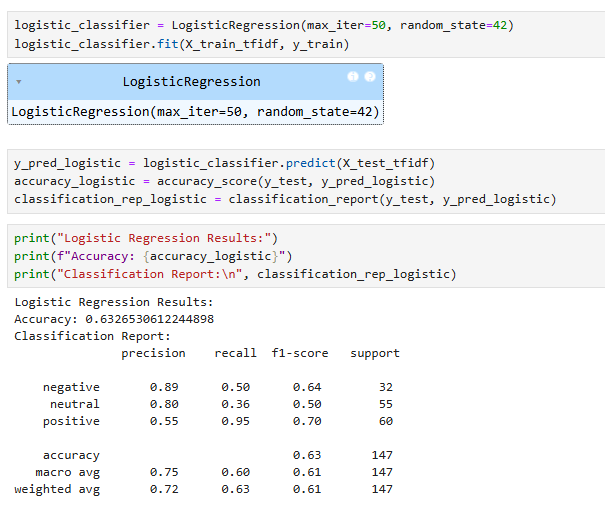 logistic_classifier = LogisticRegression(max_iter=50, random_state=42)
logistic_classifier.fit(X_train_tfidf, y_train)
LogisticRegression
LogisticRegression(max_iter=50, random_state=42)
y_pred_logistic = logistic_classifier.predict(X_test_tfidf)
accuracy_logistic = accuracy_score(y_test, y_pred_logistic)
classification_rep_logistic = classification_report(y_test, y_pred_logistic)
print("Logistic Regression Results:")
print(f"Accuracy: {accuracy_logistic}")
print("Classification Report:\n", classification_rep_logistic)
Logistic Regression Results:
Accuracy: 0.6326530612244898
Classification Report:
precision recall f1-score support
negative 0.89 0.50 0.64 32
neutral 0.80 0.36 0.50 55
positive 0.55 0.95 0.70 60
accuracy 0.63 147
macro avg 0.75 0.60 0.61 147
weighted avg 0.72 0.63 0.61 147